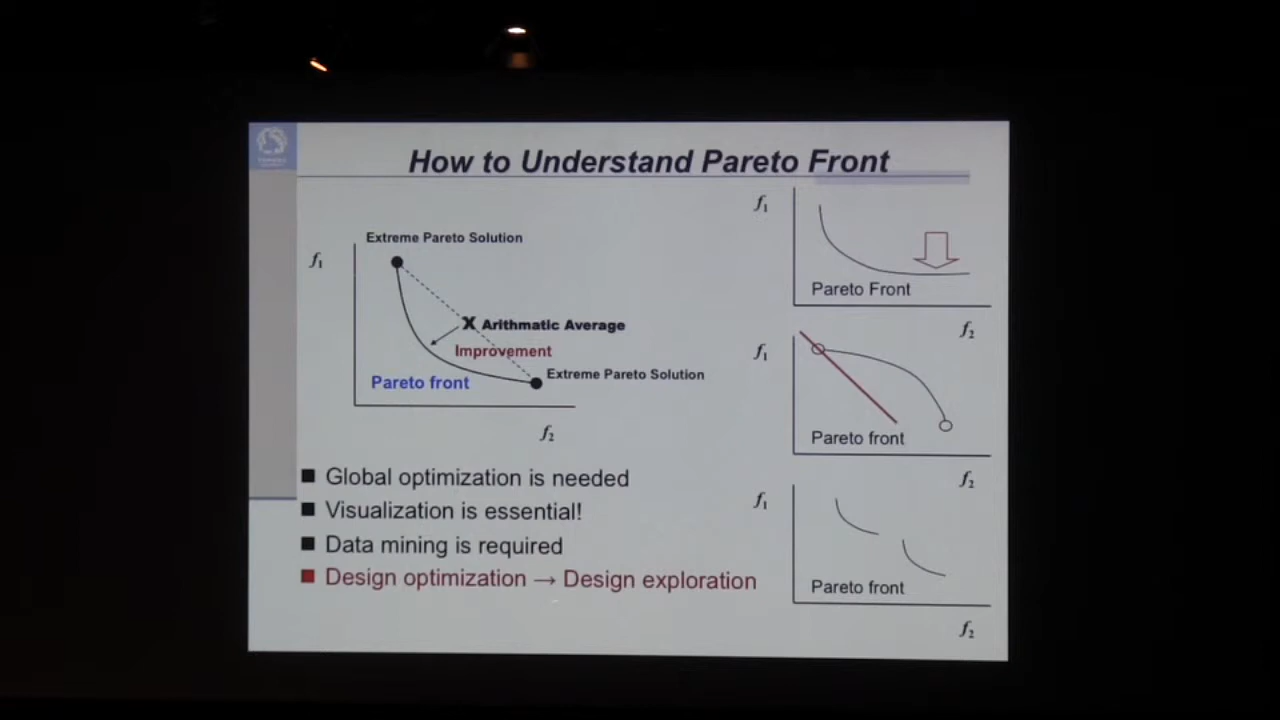 How to Understand Pareto Front
Extreme Pareto Solution
f1
X Arithmatic Average
Improvement
Extreme Pareto Solution
Pareto front
f2
Global optimization is needed
Visualization is essential!
Data mining is required
Design optimization → Design exploration
f1
Pareto Front
f2
f1
Pareto front
f2
f1
Pareto front
f2